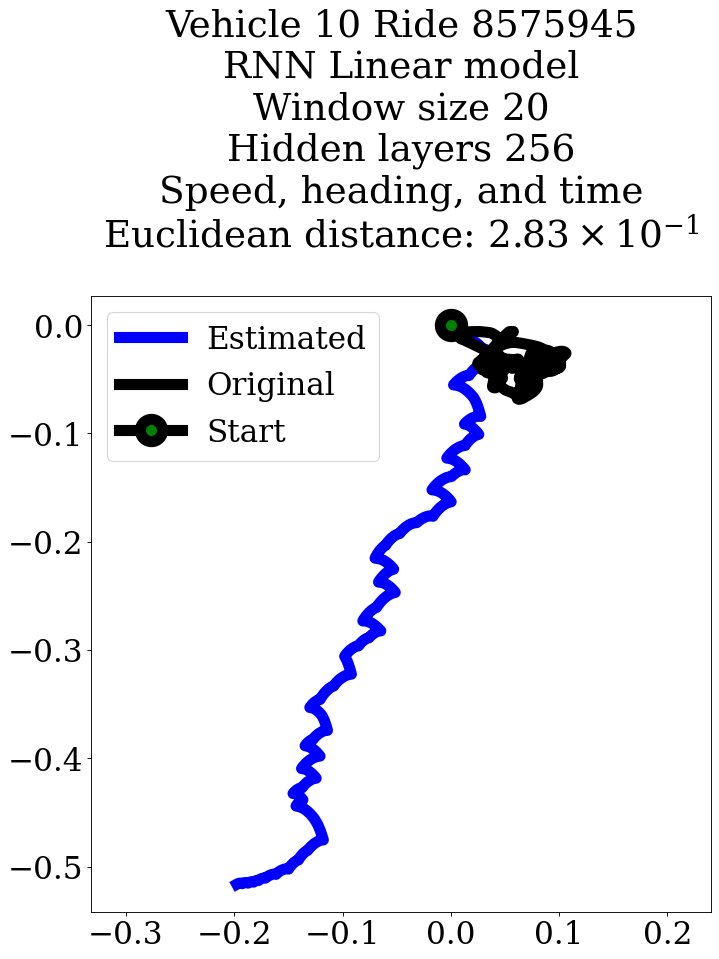 Vehicle 10 Ride 8575945
RNN Linear model
Window size 20
Hidden layers 256
Speed, heading, and time
Euclidean distance: 2.83 × 10⁻¹
Estimated
Original
Start
0.0
−0.1
−0.2
−0.3
−0.4
−0.5
−0.3 −0.2 −0.1 0.0 0.1 0.2